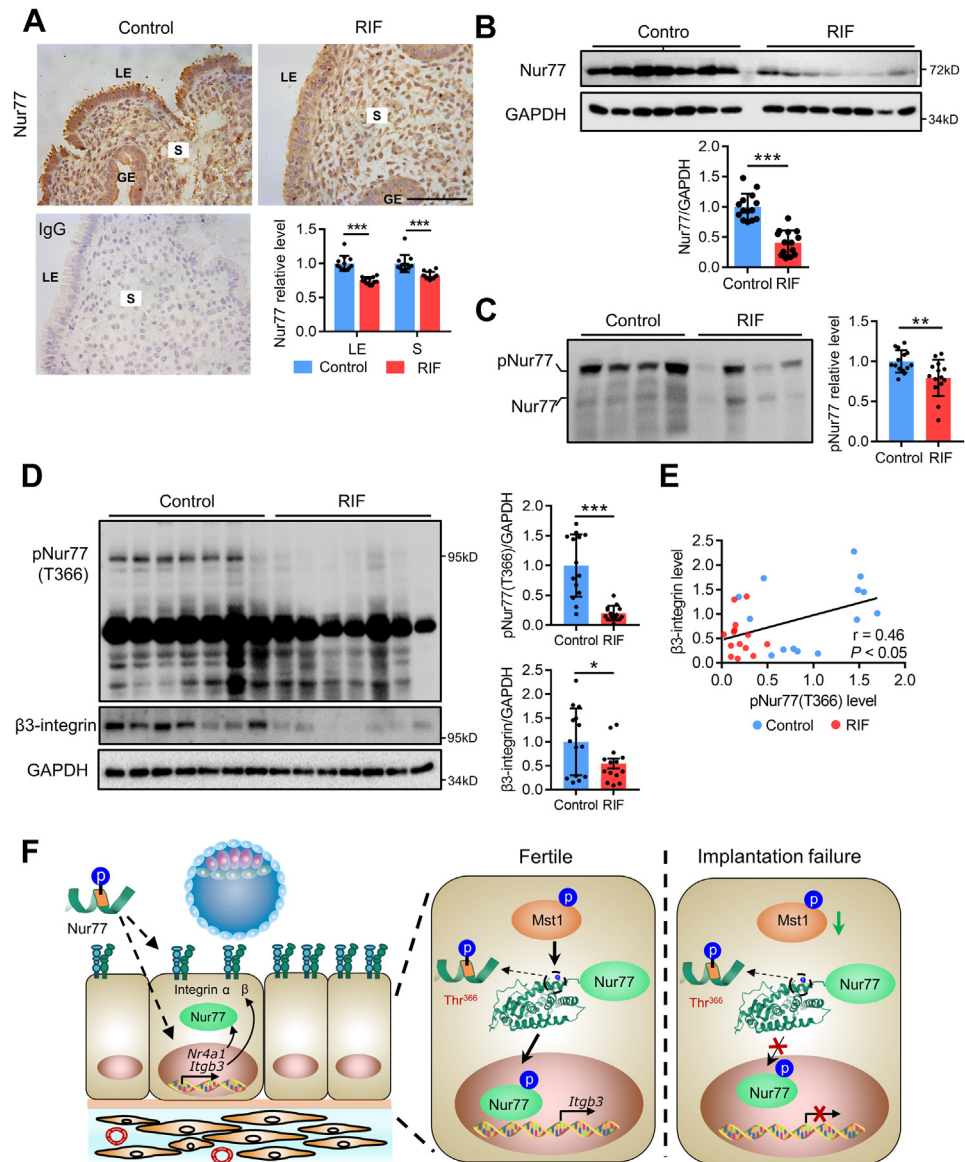 A
Control
RIF
Nur77
LE
S
GE
LE
S
GE
IgG
LE
S
Nur77 relative level
1.5
1.0
0.5
0.0
***
***
LE
S
Control
RIF
B
Contro
RIF
Nur77
72kD
GAPDH
34kD
Nur77/GAPDH
2.0
1.5
1.0
0.5
0.0
***
Control
RIF
C
Control
RIF
pNur77
Nur77
pNur77 relative level
1.5
1.0
0.5
0.0
**
Control
RIF
D
Control
RIF
pNur77
(T366)
95kD
β3-integrin
95kD
GAPDH
34kD
pNur77(T366)/GAPDH
2.0
1.5
1.0
0.5
0.0
***
Control
RIF
β3-integrin/GAPDH
3.0
2.0
1.0
0.0
*
Control
RIF
E
β3-integrin level
2.5
2.0
1.5
1.0
0.5
0.0
r = 0.46
P < 0.05
0.0
0.5
1.0
1.5
2.0
pNur77(T366) level
Control
RIF
F
p
Nur77
Integrin α β
Nur77
Nr4a1
Itgb3
Fertile
p
Mst1
p
Thr366
Nur77
p
Nur77
Itgb3
Implantation failure
p
Mst1
p
Thr366
Nur77
p
Nur77